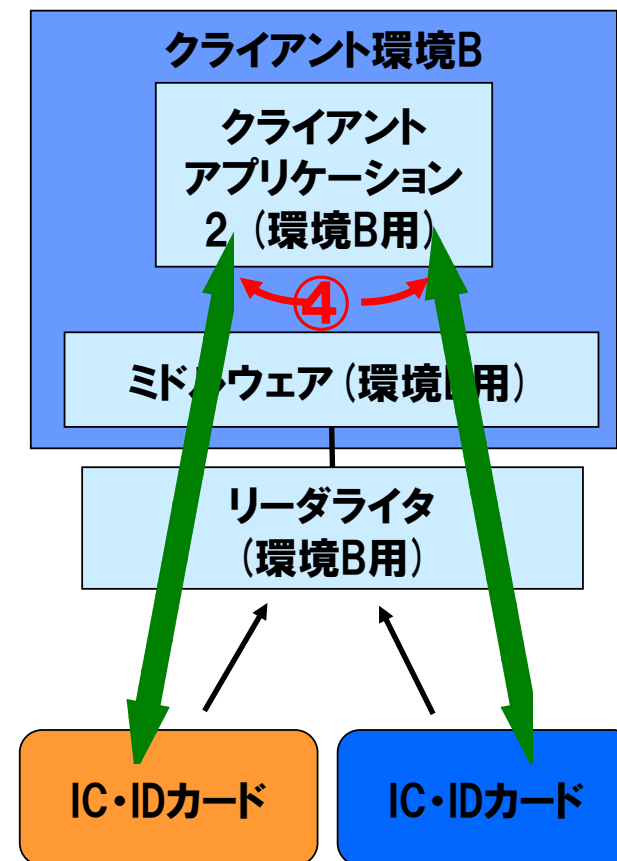 クライアント環境B
クライアント
アプリケーション
2 (環境B用)
④
ミドルウェア (環境B用)
リーダライタ
(環境B用)
IC・IDカード
IC・IDカード